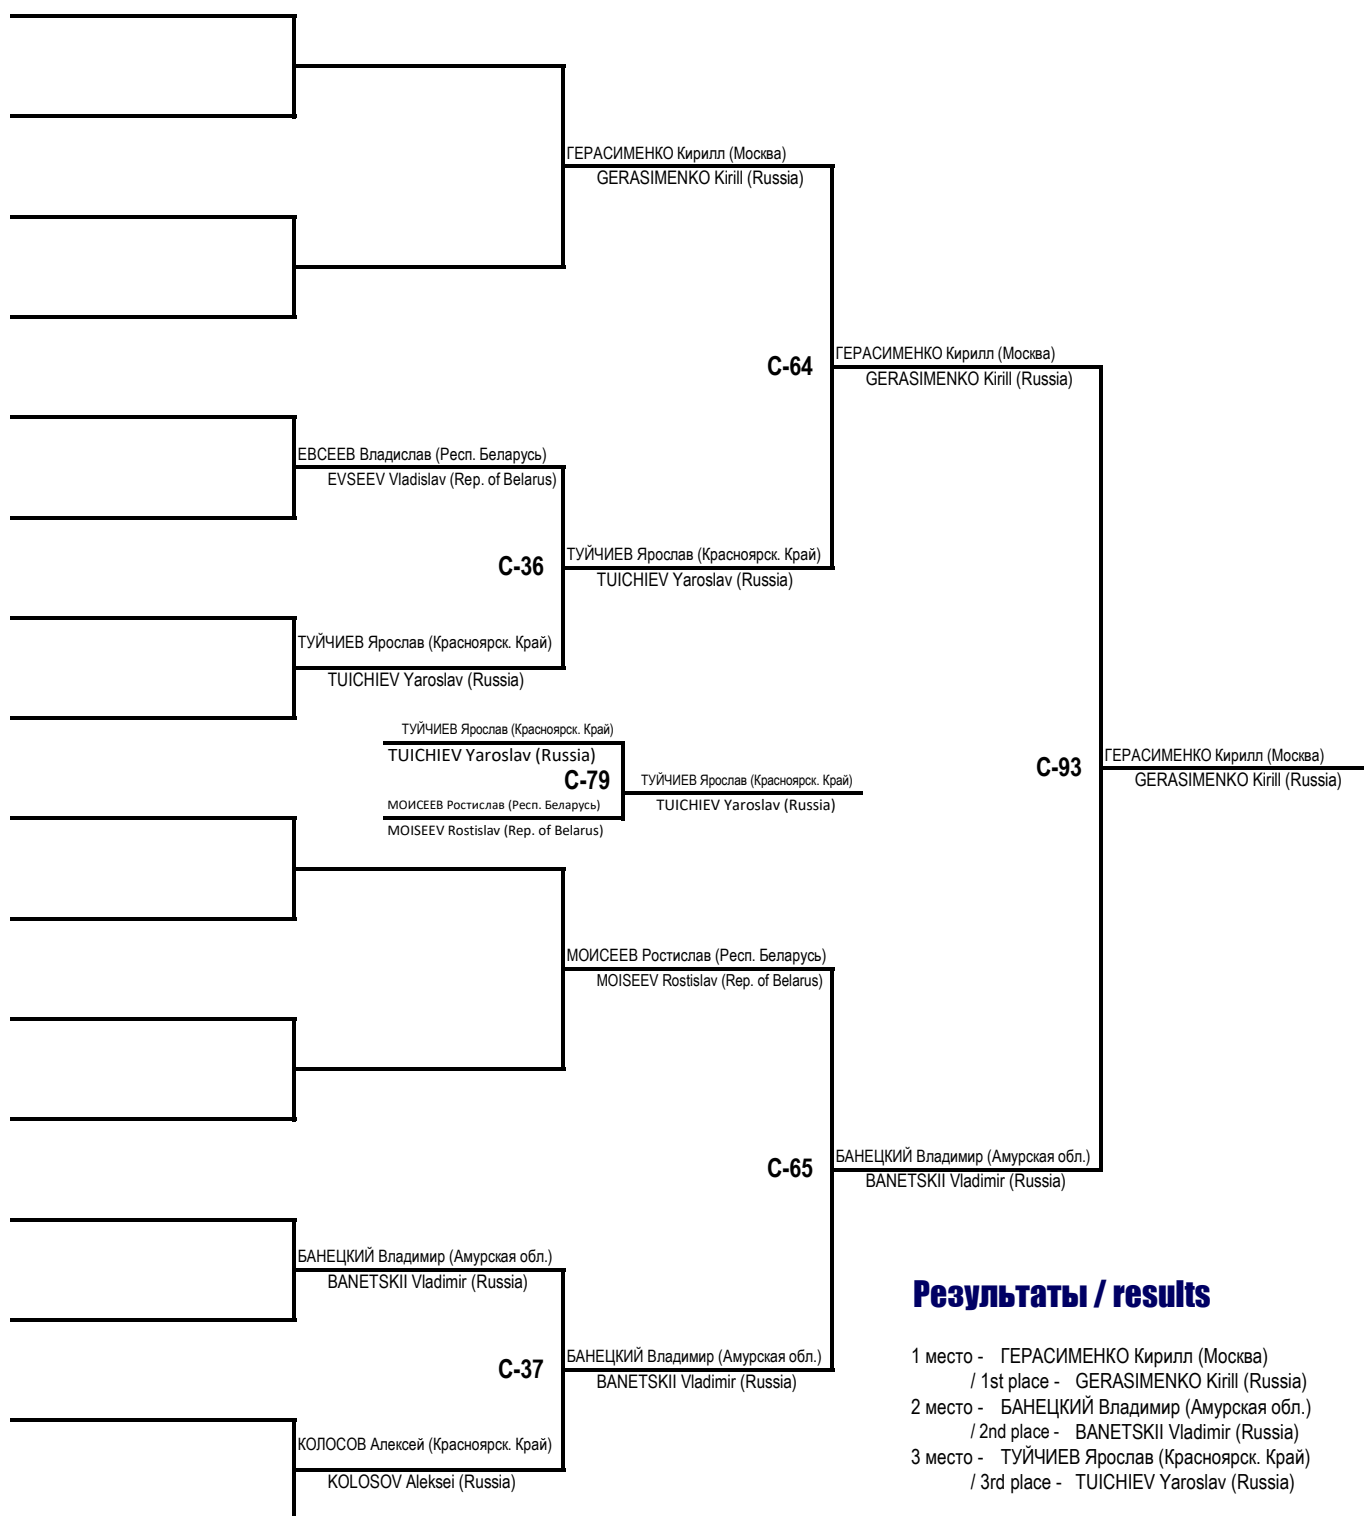 ГЕРАСИМЕНКО Кирилл (Москва)
GERASIMENKO Kirill (Russia)
C-64
ГЕРАСИМЕНКО Кирилл (Москва)
GERASIMENKO Kirill (Russia)
ЕВСЕЕВ Владислав (Респ. Беларусь)
EVSEEV Vladislav (Rep. of Belarus)
C-36
ТУЙЧИЕВ Ярослав (Красноярск. Край)
TUICHIEV Yaroslav (Russia)
ТУЙЧИЕВ Ярослав (Красноярск. Край)
TUICHIEV Yaroslav (Russia)
ТУЙЧИЕВ Ярослав (Красноярск. Край)
TUICHIEV Yaroslav (Russia)
C-79
МОИСЕЕВ Ростислав (Респ. Беларусь)
MOISEEV Rostislav (Rep. of Belarus)
ТУЙЧИЕВ Ярослав (Красноярск. Край)
TUICHIEV Yaroslav (Russia)
C-93
ГЕРАСИМЕНКО Кирилл (Москва)
GERASIMENKO Kirill (Russia)
МОИСЕЕВ Ростислав (Респ. Беларусь)
MOISEEV Rostislav (Rep. of Belarus)
C-65
БАНЕЦКИЙ Владимир (Амурская обл.)
BANETSKII Vladimir (Russia)
БАНЕЦКИЙ Владимир (Амурская обл.)
BANETSKII Vladimir (Russia)
C-37
БАНЕЦКИЙ Владимир (Амурская обл.)
BANETSKII Vladimir (Russia)
КОЛОСОВ Алексей (Красноярск. Край)
KOLOSOV Aleksei (Russia)
Результаты / results
1 место - ГЕРАСИМЕНКО Кирилл (Москва)
/ 1st place - GERASIMENKO Kirill (Russia)
2 место - БАНЕЦКИЙ Владимир (Амурская обл.)
/ 2nd place - BANETSKII Vladimir (Russia)
3 место - ТУЙЧИЕВ Ярослав (Красноярск. Край)
/ 3rd place - TUICHIEV Yaroslav (Russia)